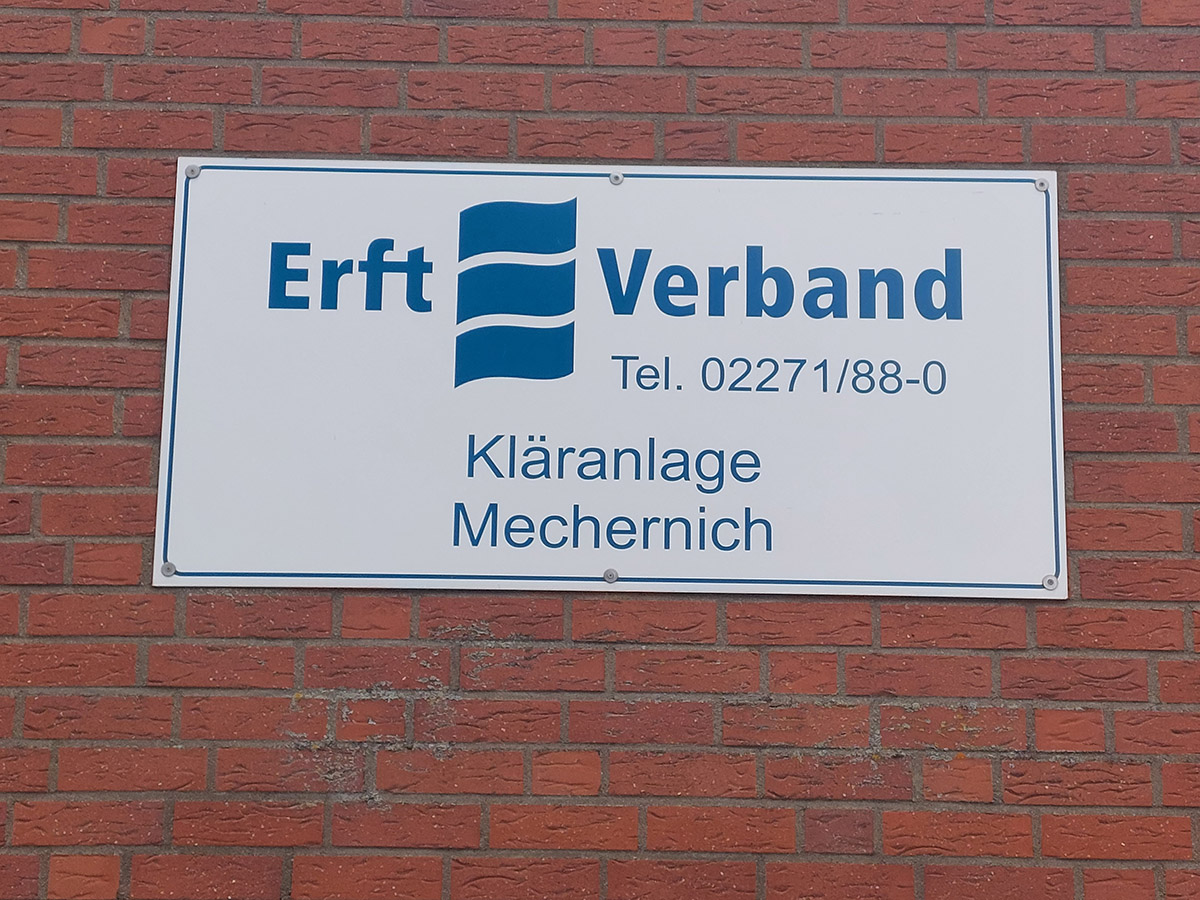 Erft Verband
Tel. 02271/88-0
Kläranlage
Mechernich